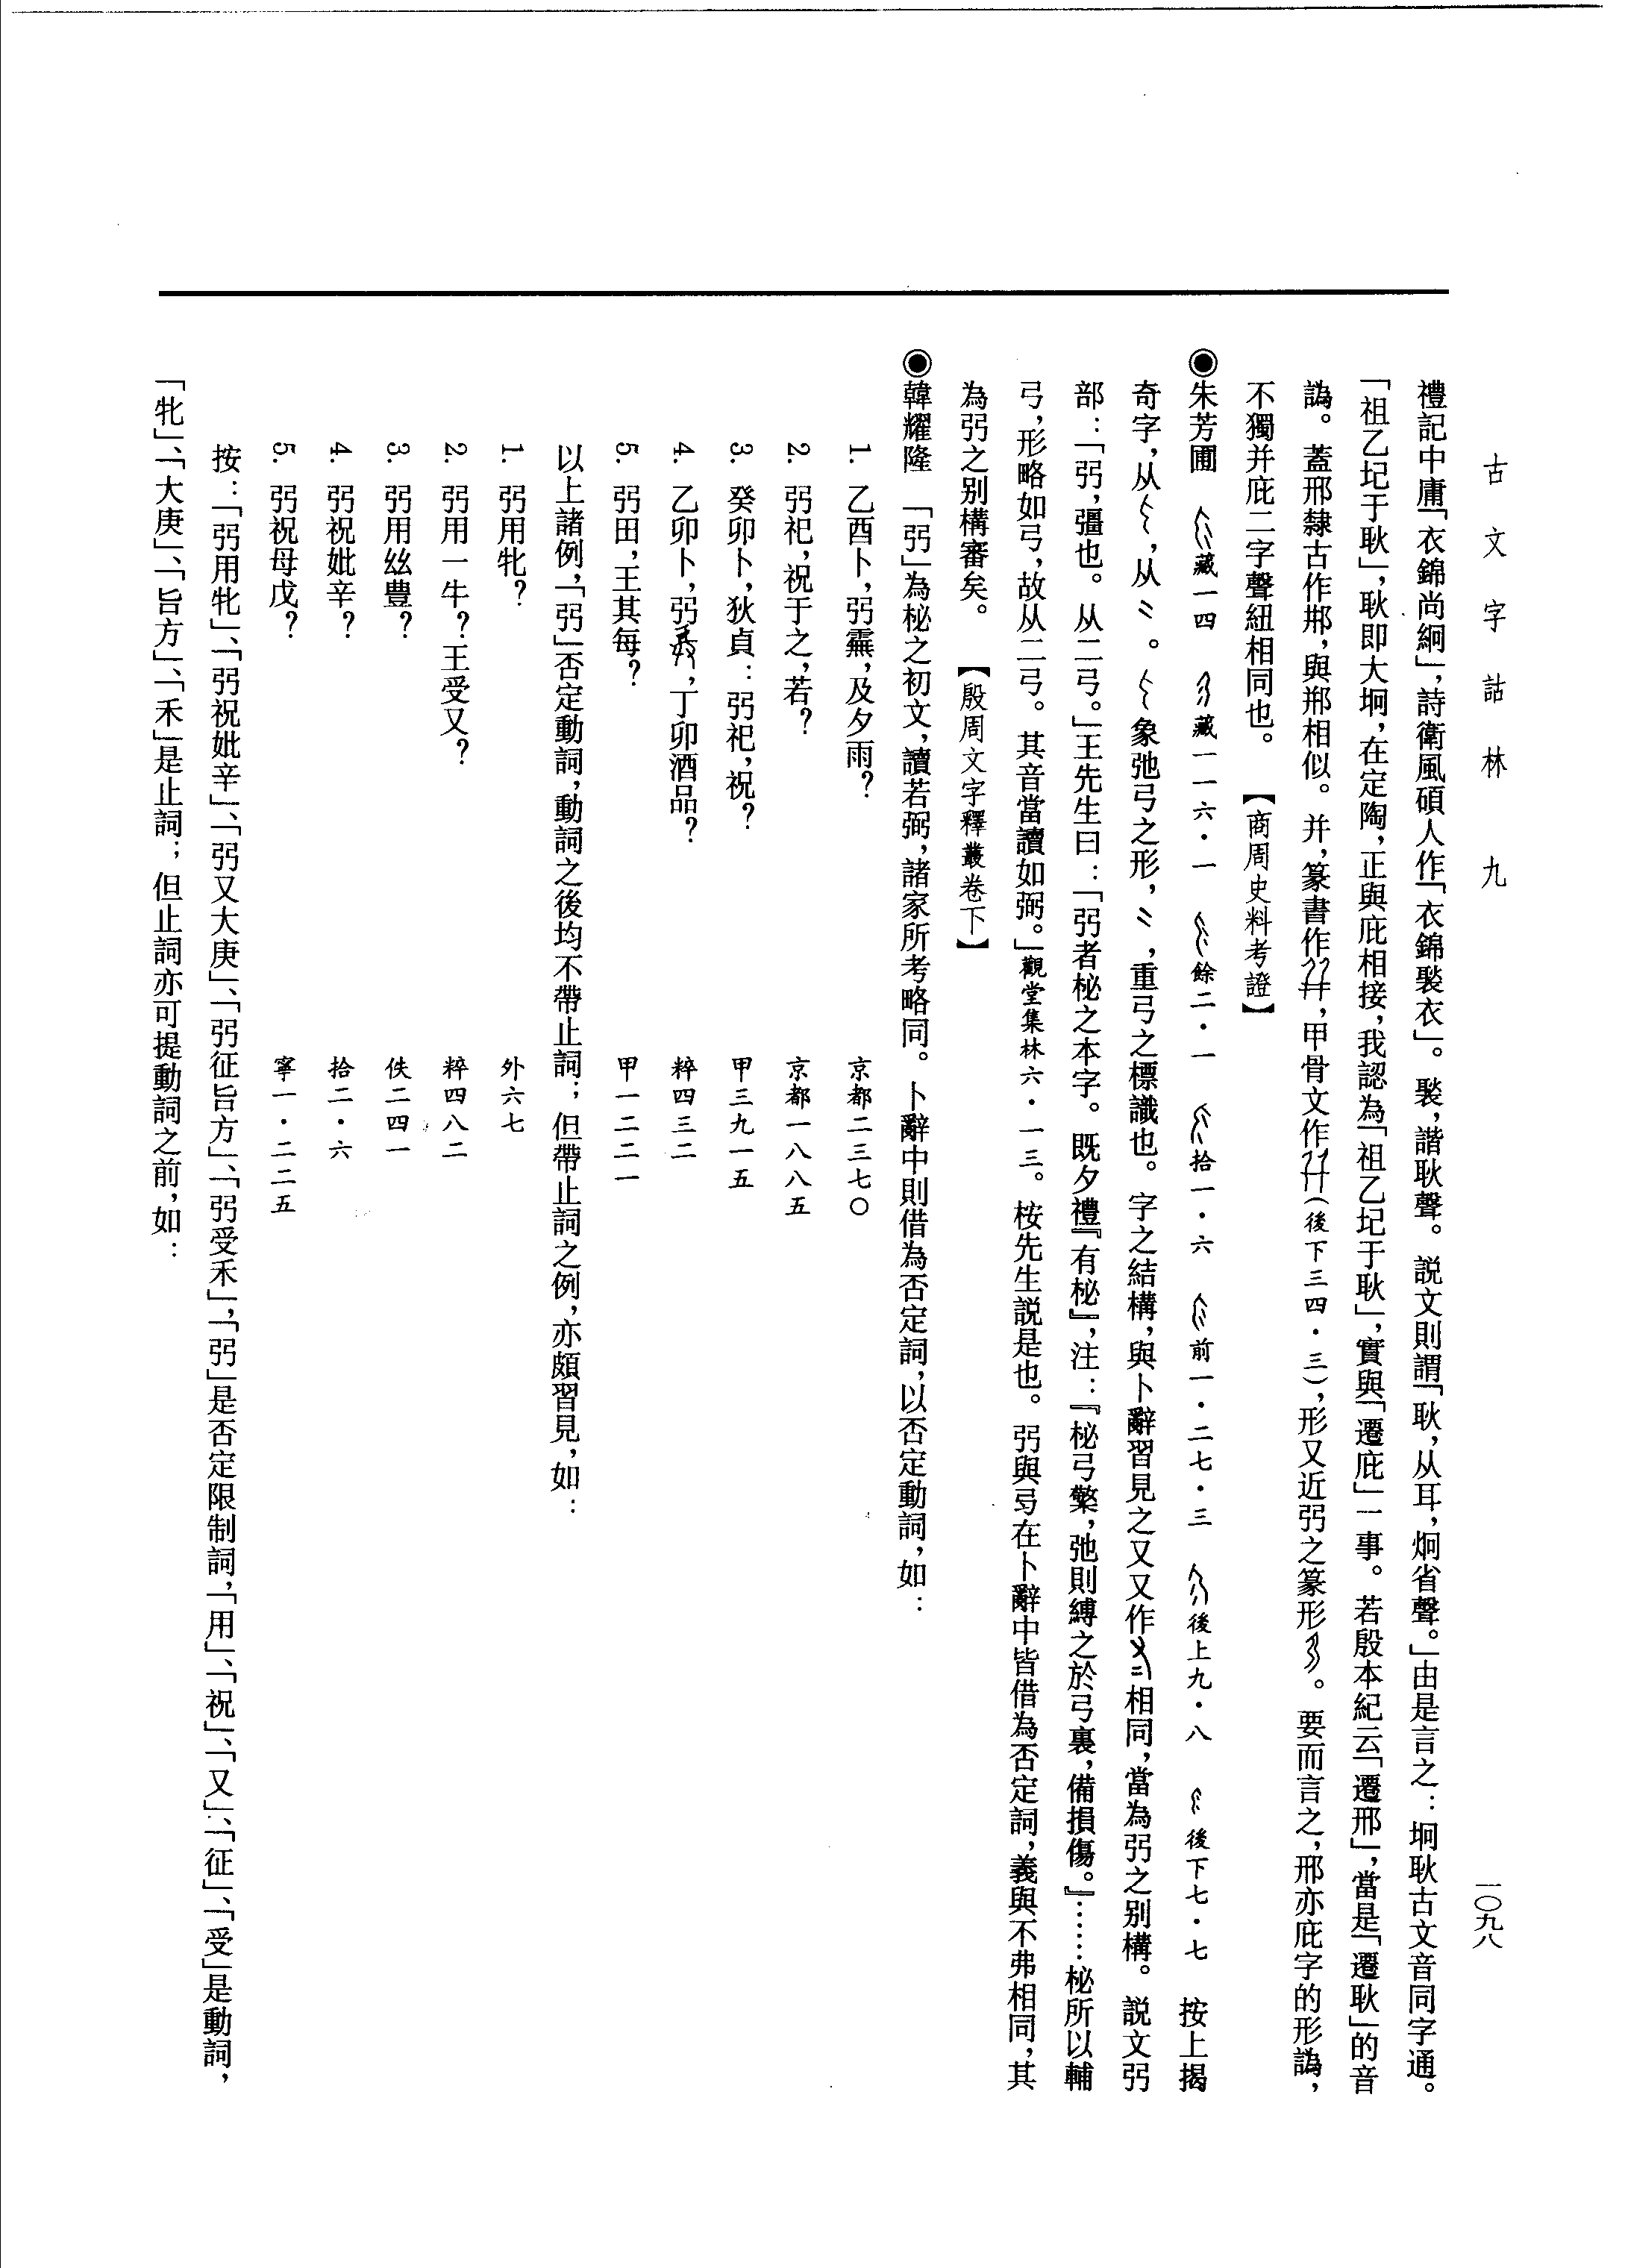 古文字詁林 九
一〇九八
禮記中庸「衣錦尚絅」，詩衛風碩人作「衣錦褧衣」。褧，諧耿聲。説文則謂「耿，从耳，炯省聲。」由是言之：坰耿古文音同字通。
「祖乙圮于耿」，耿即大坰，在定陶，正與庇相接，我認為「祖乙圮于耿」，實與「遷庇」一事。若殷本紀云「遷邢」，當是「遷耿」的音
譌。蓋邢隸古作郱，與郉相似。并，篆書作，甲骨文作（後下三四·三），形又近弜之篆形。要而言之，邢亦庇字的形譌，
不獨并庇二字聲紐相同也。 【商周史料考證】
◉朱芳圃 藏一四 藏一一六·一 餘二·一 拾一·六 前一·二七·三 後上九·八 後下七·七 按上揭
奇字，从，从〻。象弛弓之形，〻，重弓之標識也。字之結構，與卜辭習見之又又作相同，當為弜之别構。説文弜
部：「弜，彊也。从二弓。」王先生曰：「弜者柲之本字。既夕禮『有柲』，注：『柲弓檠，弛則縛之於弓裏，備損傷。』……柲所以輔
弓，形略如弓，故从二弓。其音當讀如弼。」觀堂集林六·一三。桉先生説是也。弜與弓在卜辭中皆借為否定詞，義與不弗相同，其
為弜之别構審矣。 【殷周文字釋叢卷下】
◉韓耀隆 「弜」為柲之初文，讀若弼，諸家所考略同。卜辭中則借為否定詞，以否定動詞，如：
1. 乙酉卜，弜䨋，及夕雨？ 京都二三七〇
2. 弜祀，祝于之，若？ 京都一八八五
3. 癸卯卜，狄貞：弜祀，祝？ 甲三九一五
4. 乙卯卜，弜，丁卯酒品？ 粹四三二
5. 弜田，王其每？ 甲一二二一
以上諸例，「弜」否定動詞，動詞之後均不帶止詞；但帶止詞之例，亦頗習見，如：
1. 弜用牝？ 外六七
2. 弜用一牛？王受又？ 粹四八二
3. 弜用丝豊？ 佚二四一
4. 弜祝妣辛？ 拾二·六
5. 弜祝母戊？ 寧一·二二五
按：「弜用牝」、「弜祝妣辛」、「弜又大庚」、「弜征旨方」、「弜受禾」，「弜」是否定限制詞，「用」、「祝」、「又」、「征」、「受」是動詞，
「牝」、「大庚」、「旨方」、「禾」是止詞；但止詞亦可提動詞之前，如：